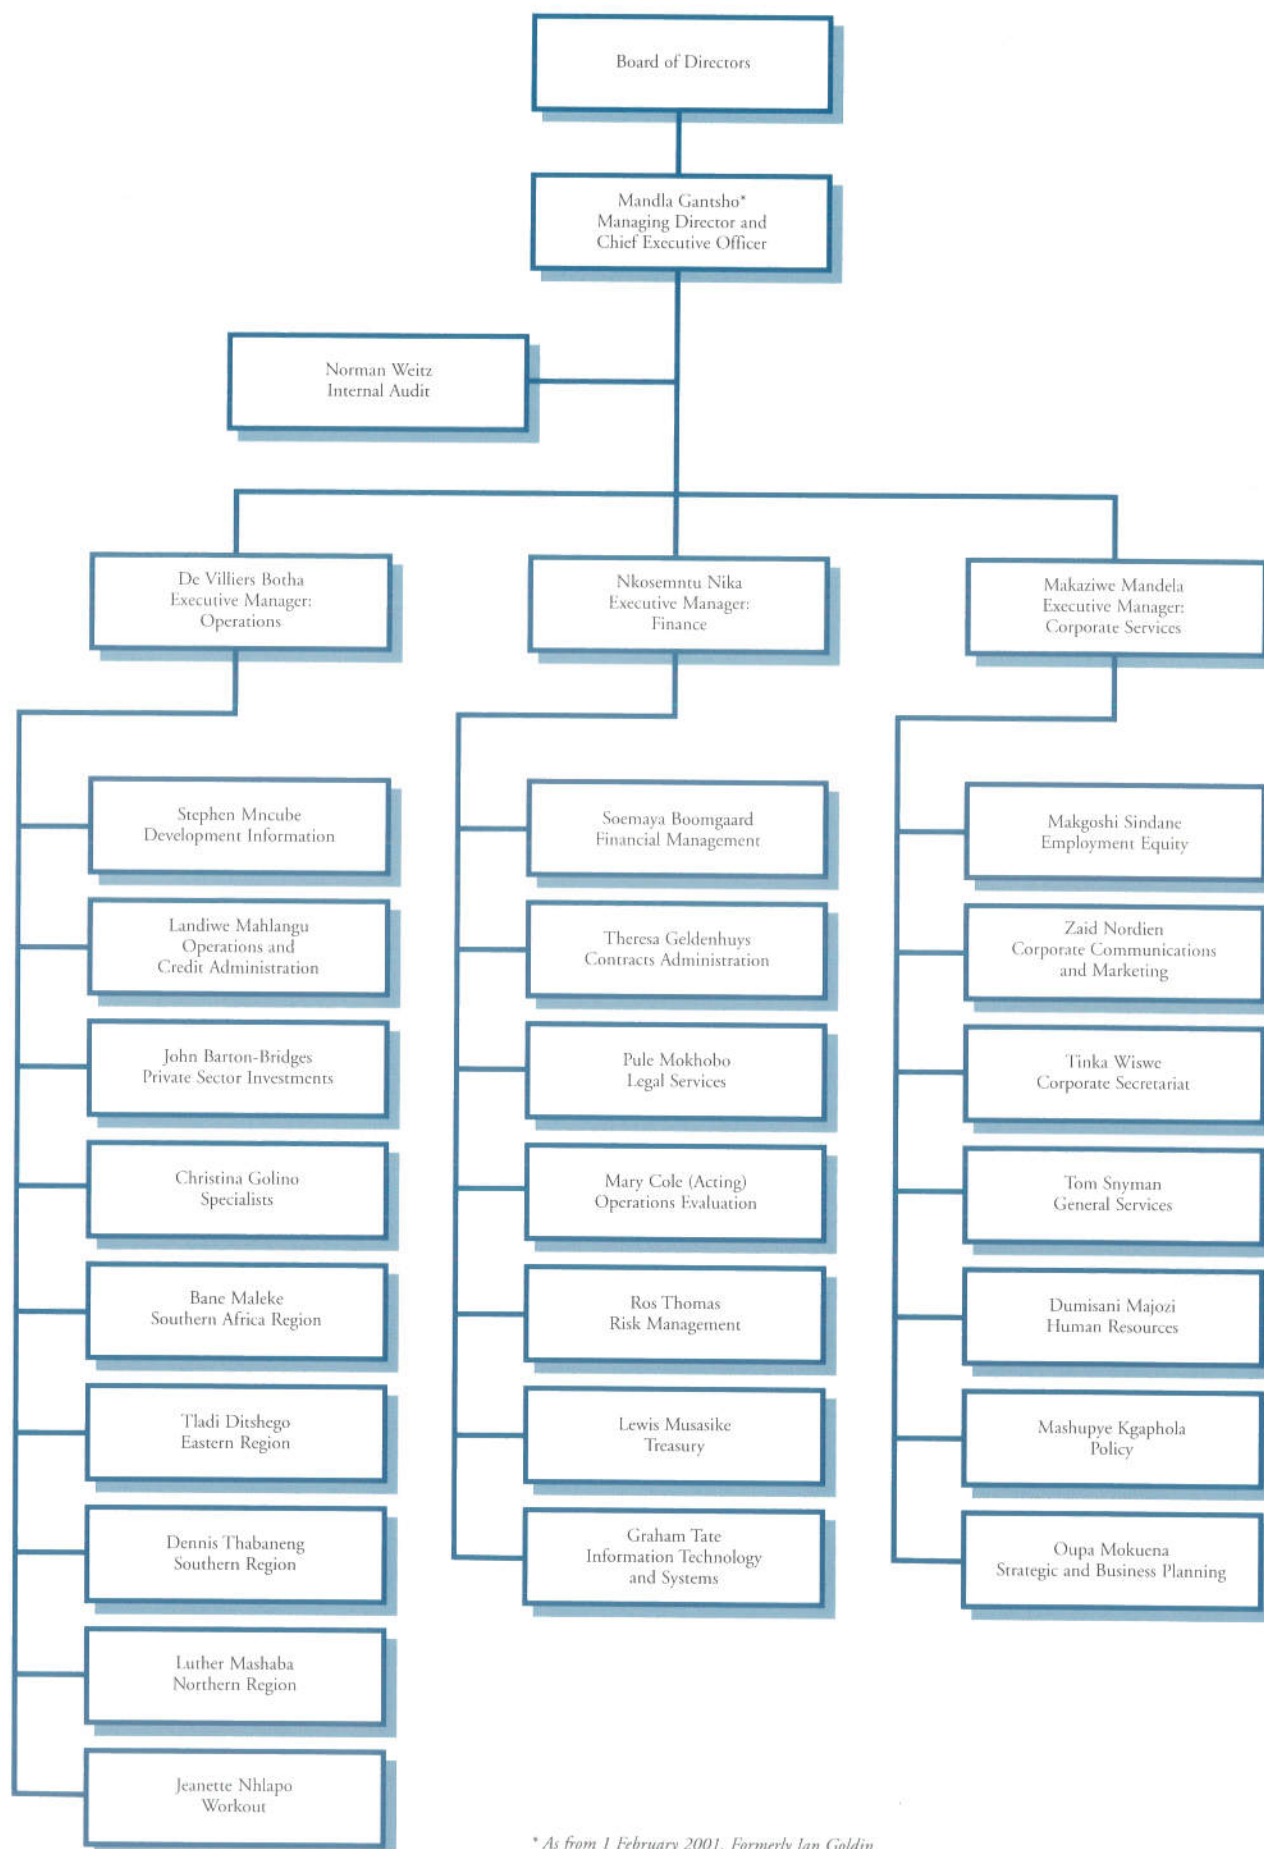 Board of Directors
Mandla Gantsho*
Managing Director and
Chief Executive Officer
Norman Weitz
Internal Audit
De Villiers Botha
Executive Manager:
Operations
Nkosemntu Nika
Executive Manager:
Finance
Makaziwe Mandela
Executive Manager:
Corporate Services
Stephen Mncube
Development Information
Landiwe Mahlangu
Operations and
Credit Administration
John Barton-Bridges
Private Sector Investments
Christina Golino
Specialists
Bane Maleke
Southern Africa Region
Tladi Ditshego
Eastern Region
Dennis Thabaneng
Southern Region
Luther Mashaba
Northern Region
Jeanette Nhlapo
Workout
Soemaya Boomgaard
Financial Management
Theresa Geldenhuys
Contracts Administration
Pule Mokhobo
Legal Services
Mary Cole (Acting)
Operations Evaluation
Ros Thomas
Risk Management
Lewis Musasike
Treasury
Graham Tate
Information Technology
and Systems
Makgoshi Sindane
Employment Equity
Zaid Nordien
Corporate Communications
and Marketing
Tinka Wiswe
Corporate Secretariat
Tom Snyman
General Services
Dumisani Majozi
Human Resources
Mashupye Kgaphola
Policy
Oupa Mokuena
Strategic and Business Planning
* As from 1 February 2001. Formerly Ian Goldin.